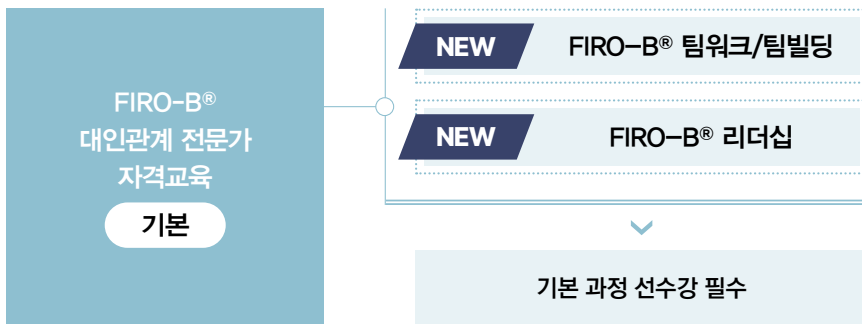 FIRO-B®
대인관계 전문가
자격교육
기본
NEW FIRO-B® 팀워크/팀빌딩
NEW FIRO-B® 리더십
기본 과정 선수강 필수